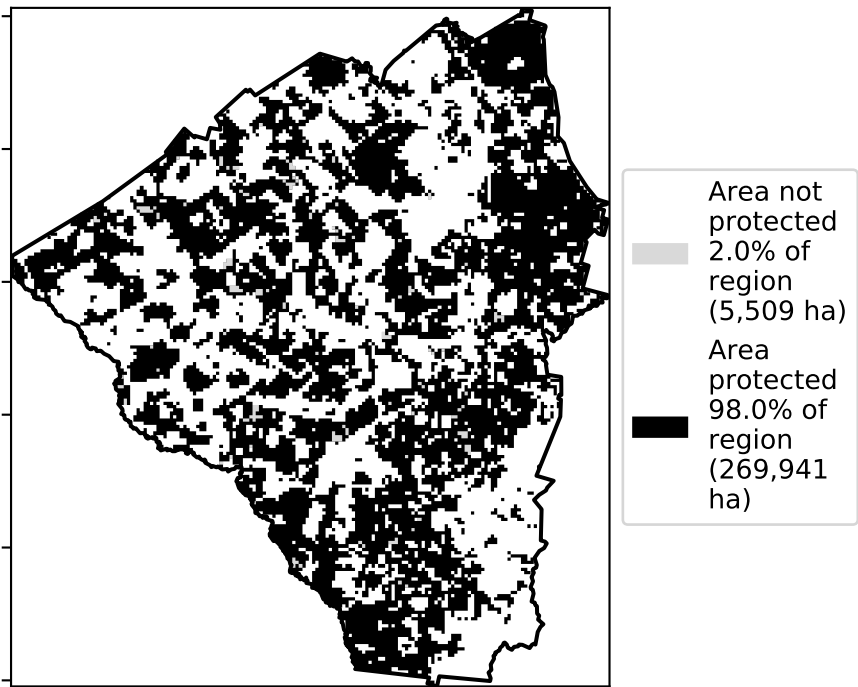 Area not
protected
2.0% of
region
(5,509 ha)
Area
protected
98.0% of
region
(269,941
ha)